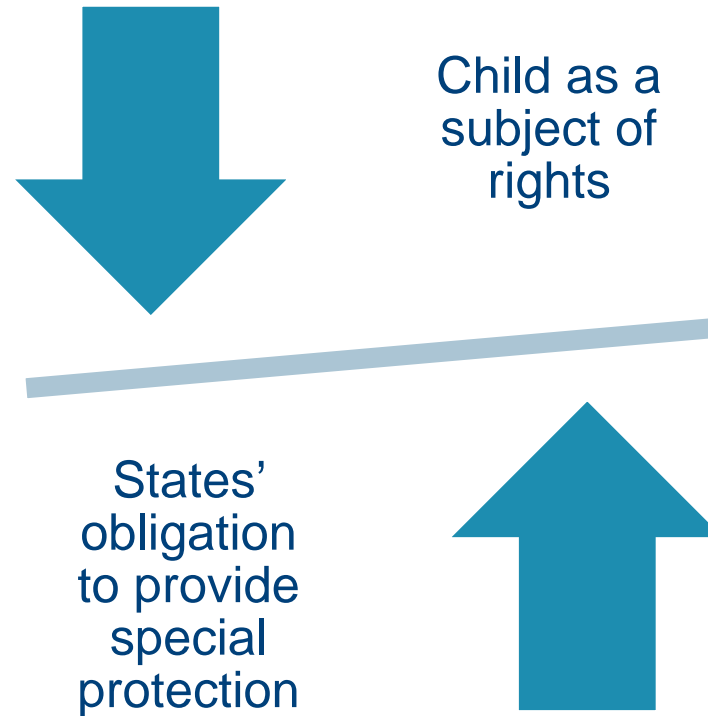 Child as a
subject of
rights
States’
obligation
to provide
special
protection